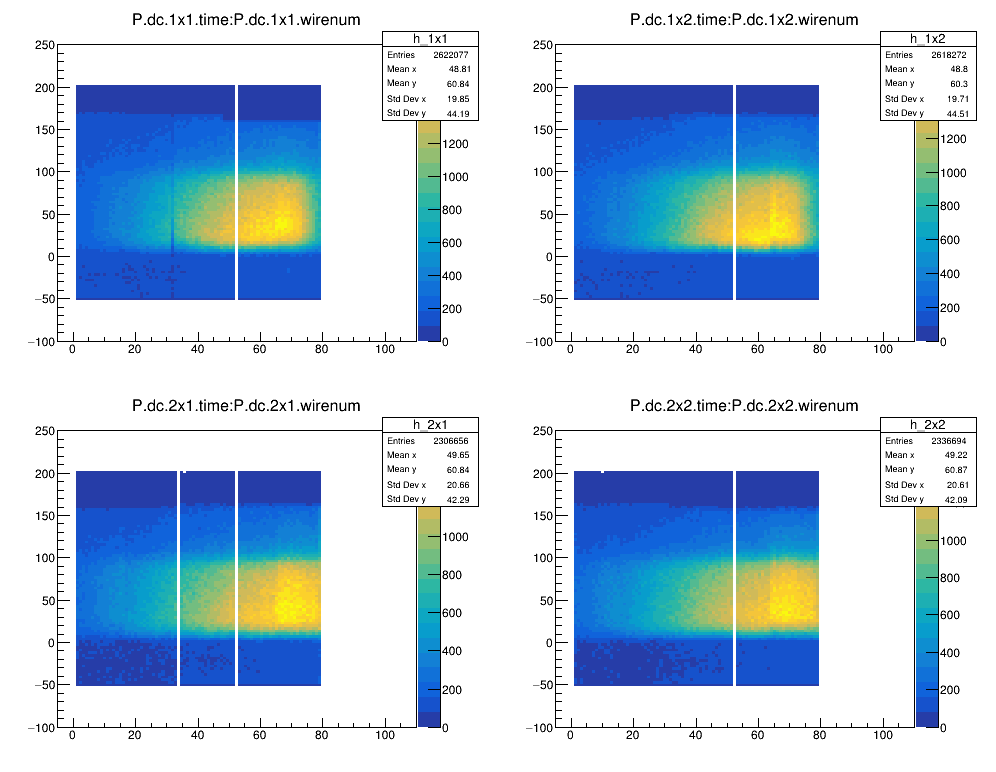 P.dc.1x1.time:P.dc.1x1.wirenum
h_1x1
Entries 2622077
Mean x 48.81
Mean y 60.84
Std Dev x 19.85
Std Dev y 44.19
250
200
150
100
50
0
−50
−100
0 20 40 60 80 100
1200
1000
800
600
400
200
0
P.dc.1x2.time:P.dc.1x2.wirenum
h_1x2
Entries 2618272
Mean x 48.8
Mean y 60.3
Std Dev x 19.71
Std Dev y 44.51
250
200
150
100
50
0
−50
−100
0 20 40 60 80 100
1200
1000
800
600
400
200
0
P.dc.2x1.time:P.dc.2x1.wirenum
h_2x1
Entries 2306656
Mean x 49.65
Mean y 60.84
Std Dev x 20.66
Std Dev y 42.29
250
200
150
100
50
0
−50
−100
0 20 40 60 80 100
1000
800
600
400
200
0
P.dc.2x2.time:P.dc.2x2.wirenum
h_2x2
Entries 2336694
Mean x 49.22
Mean y 60.87
Std Dev x 20.61
Std Dev y 42.09
250
200
150
100
50
0
−50
−100
0 20 40 60 80 100
1000
800
600
400
200
0